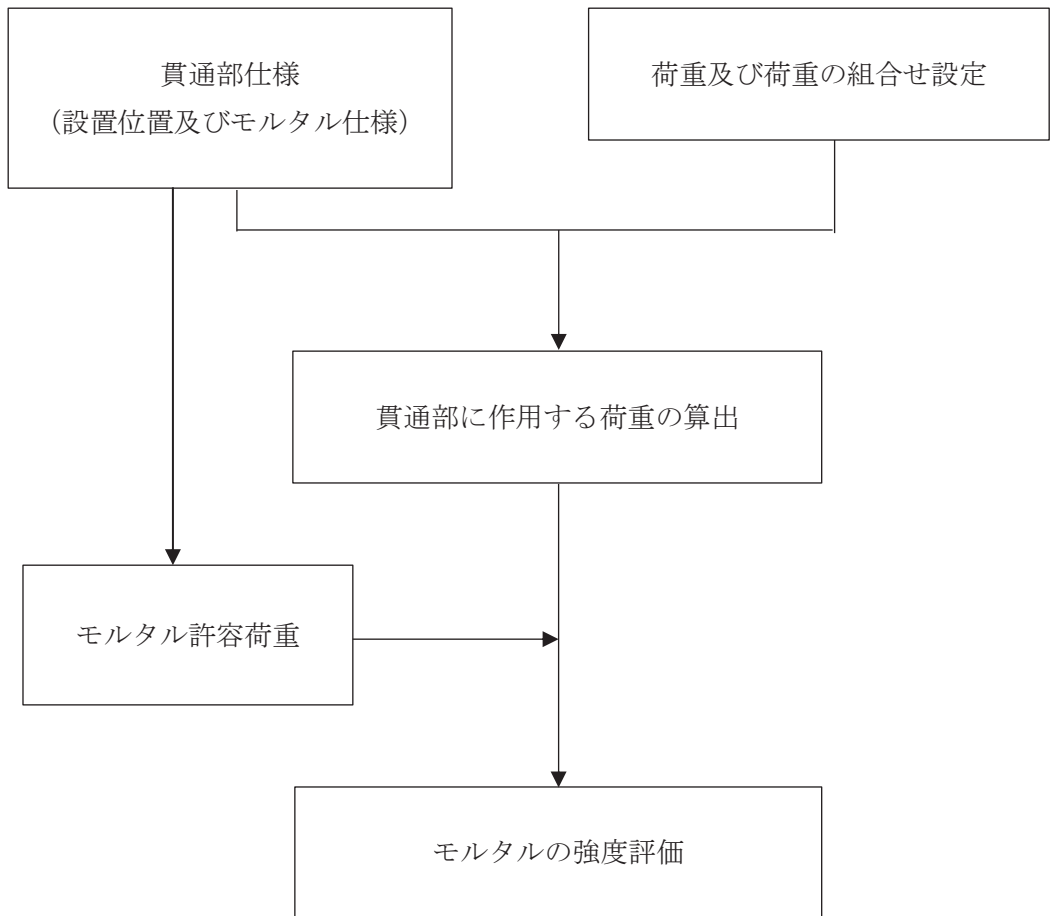 貫通部仕様
（設置位置及びモルタル仕様）
荷重及び荷重の組合せ設定
貫通部に作用する荷重の算出
モルタル許容荷重
モルタルの強度評価